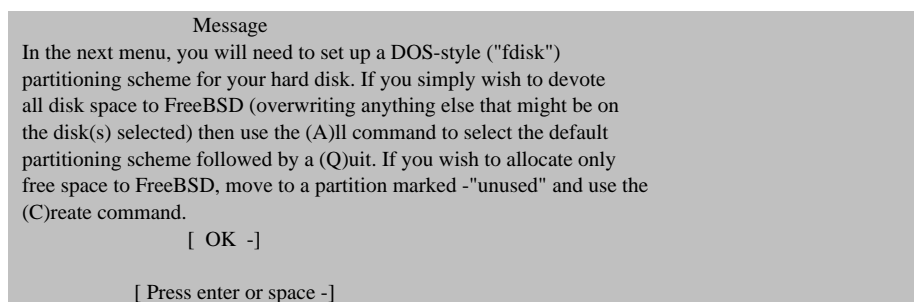 Message
In the next menu, you will need to set up a DOS-style ("fdisk")
partitioning scheme for your hard disk. If you simply wish to devote
all disk space to FreeBSD (overwriting anything else that might be on
the disk(s) selected) then use the (A)ll command to select the default
partitioning scheme followed by a (Q)uit. If you wish to allocate only
free space to FreeBSD, move to a partition marked -"unused" and use the
(C)reate command.
[ OK -]
[ Press enter or space -]